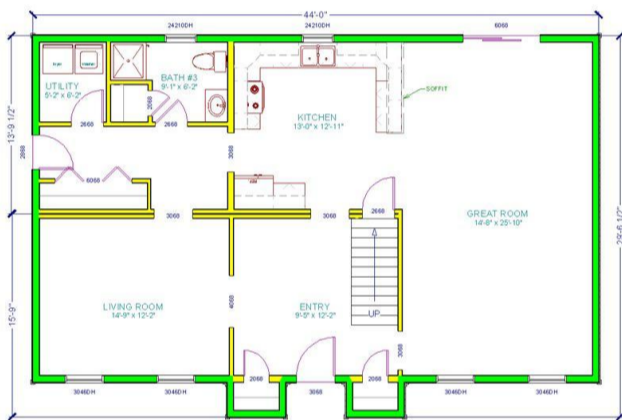 44'-0"
24210DH
24210DH
6068
UTILITY
5'-2" x 6'-2"
BATH #3
9'-1" x 6'-2"
2068
2668
2668
KITCHEN
13'-0" x 12'-11"
SOFFIT
13'-9 1/2"
2868
3068
6068
3068
3068
2668
GREAT ROOM
14'-8" x 25'-10"
29'-6 1/2"
LIVING ROOM
14'-9" x 12'-2"
4068
ENTRY
9'-5" x 12'-2"
UP
3068
15'-9"
3046DH
3046DH
2068
3068
2068
3046DH
3046DH